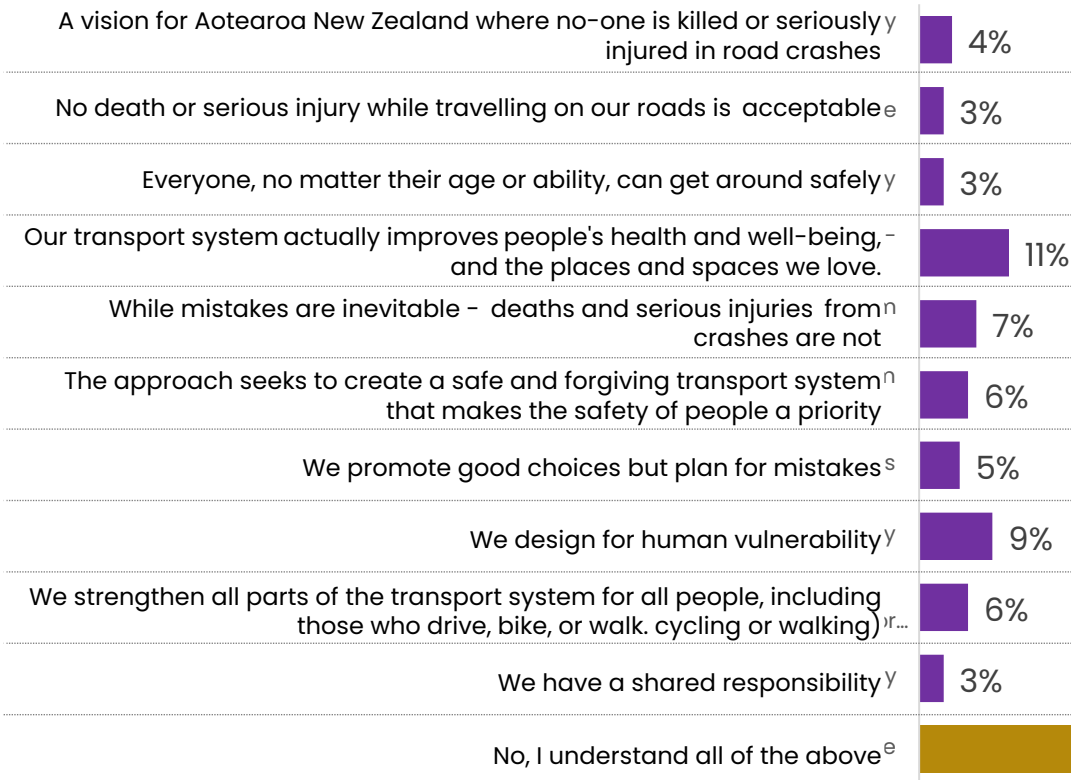 A vision for Aotearoa New Zealand where no-one is killed or seriously y
injured in road crashes
4%
No death or serious injury while travelling on our roads is acceptable e
3%
Everyone, no matter their age or ability, can get around safely y
3%
Our transport system actually improves people's health and well-being, -
and the places and spaces we love.
11%
While mistakes are inevitable - deaths and serious injuries from n
crashes are not
7%
The approach seeks to create a safe and forgiving transport system n
that makes the safety of people a priority
6%
We promote good choices but plan for mistakes s
5%
We design for human vulnerability y
9%
We strengthen all parts of the transport system for all people, including
those who drive, bike, or walk. cycling or walking) r...
6%
We have a shared responsibility y
3%
No, I understand all of the above e